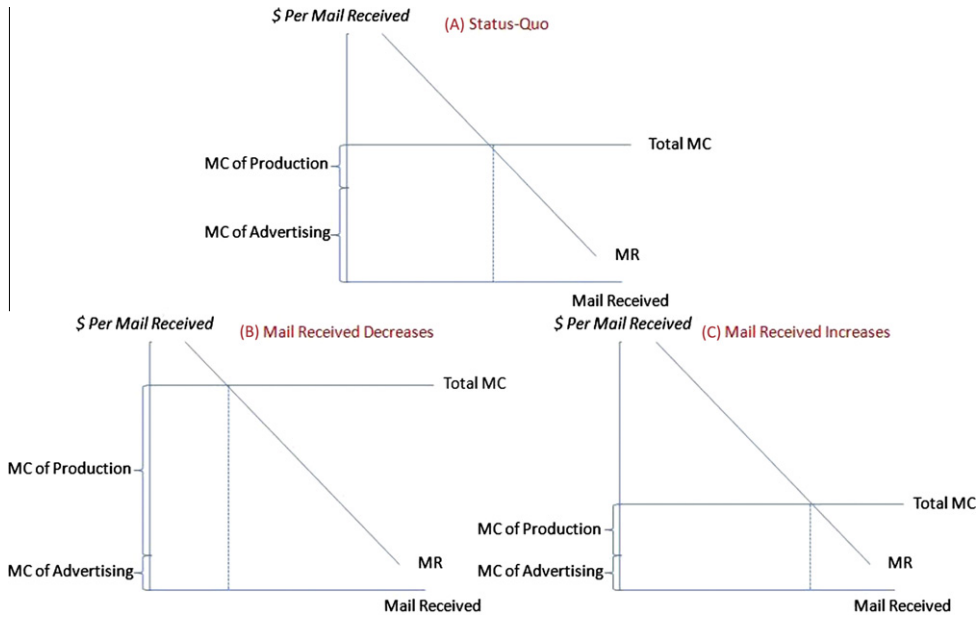 $ Per Mail Received
(A) Status-Quo
Total MC
MC of Production
MC of Advertising
MR
Mail Received
$ Per Mail Received
(B) Mail Received Decreases
Total MC
MC of Production
MC of Advertising
MR
Mail Received
$ Per Mail Received
(C) Mail Received Increases
Total MC
MC of Production
MC of Advertising
MR
Mail Received